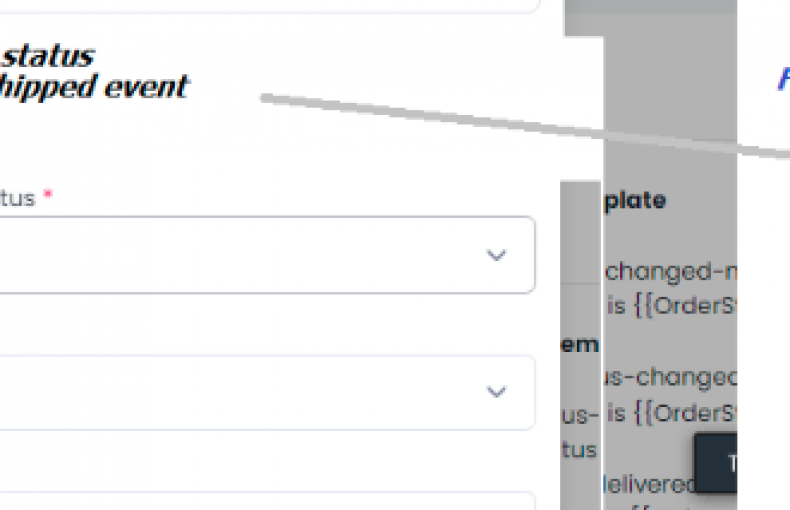 status
hipped event
tus *
plate
changed-n
is {{OrderS
em
us-changed
us- is {{OrderS
tus
delivered